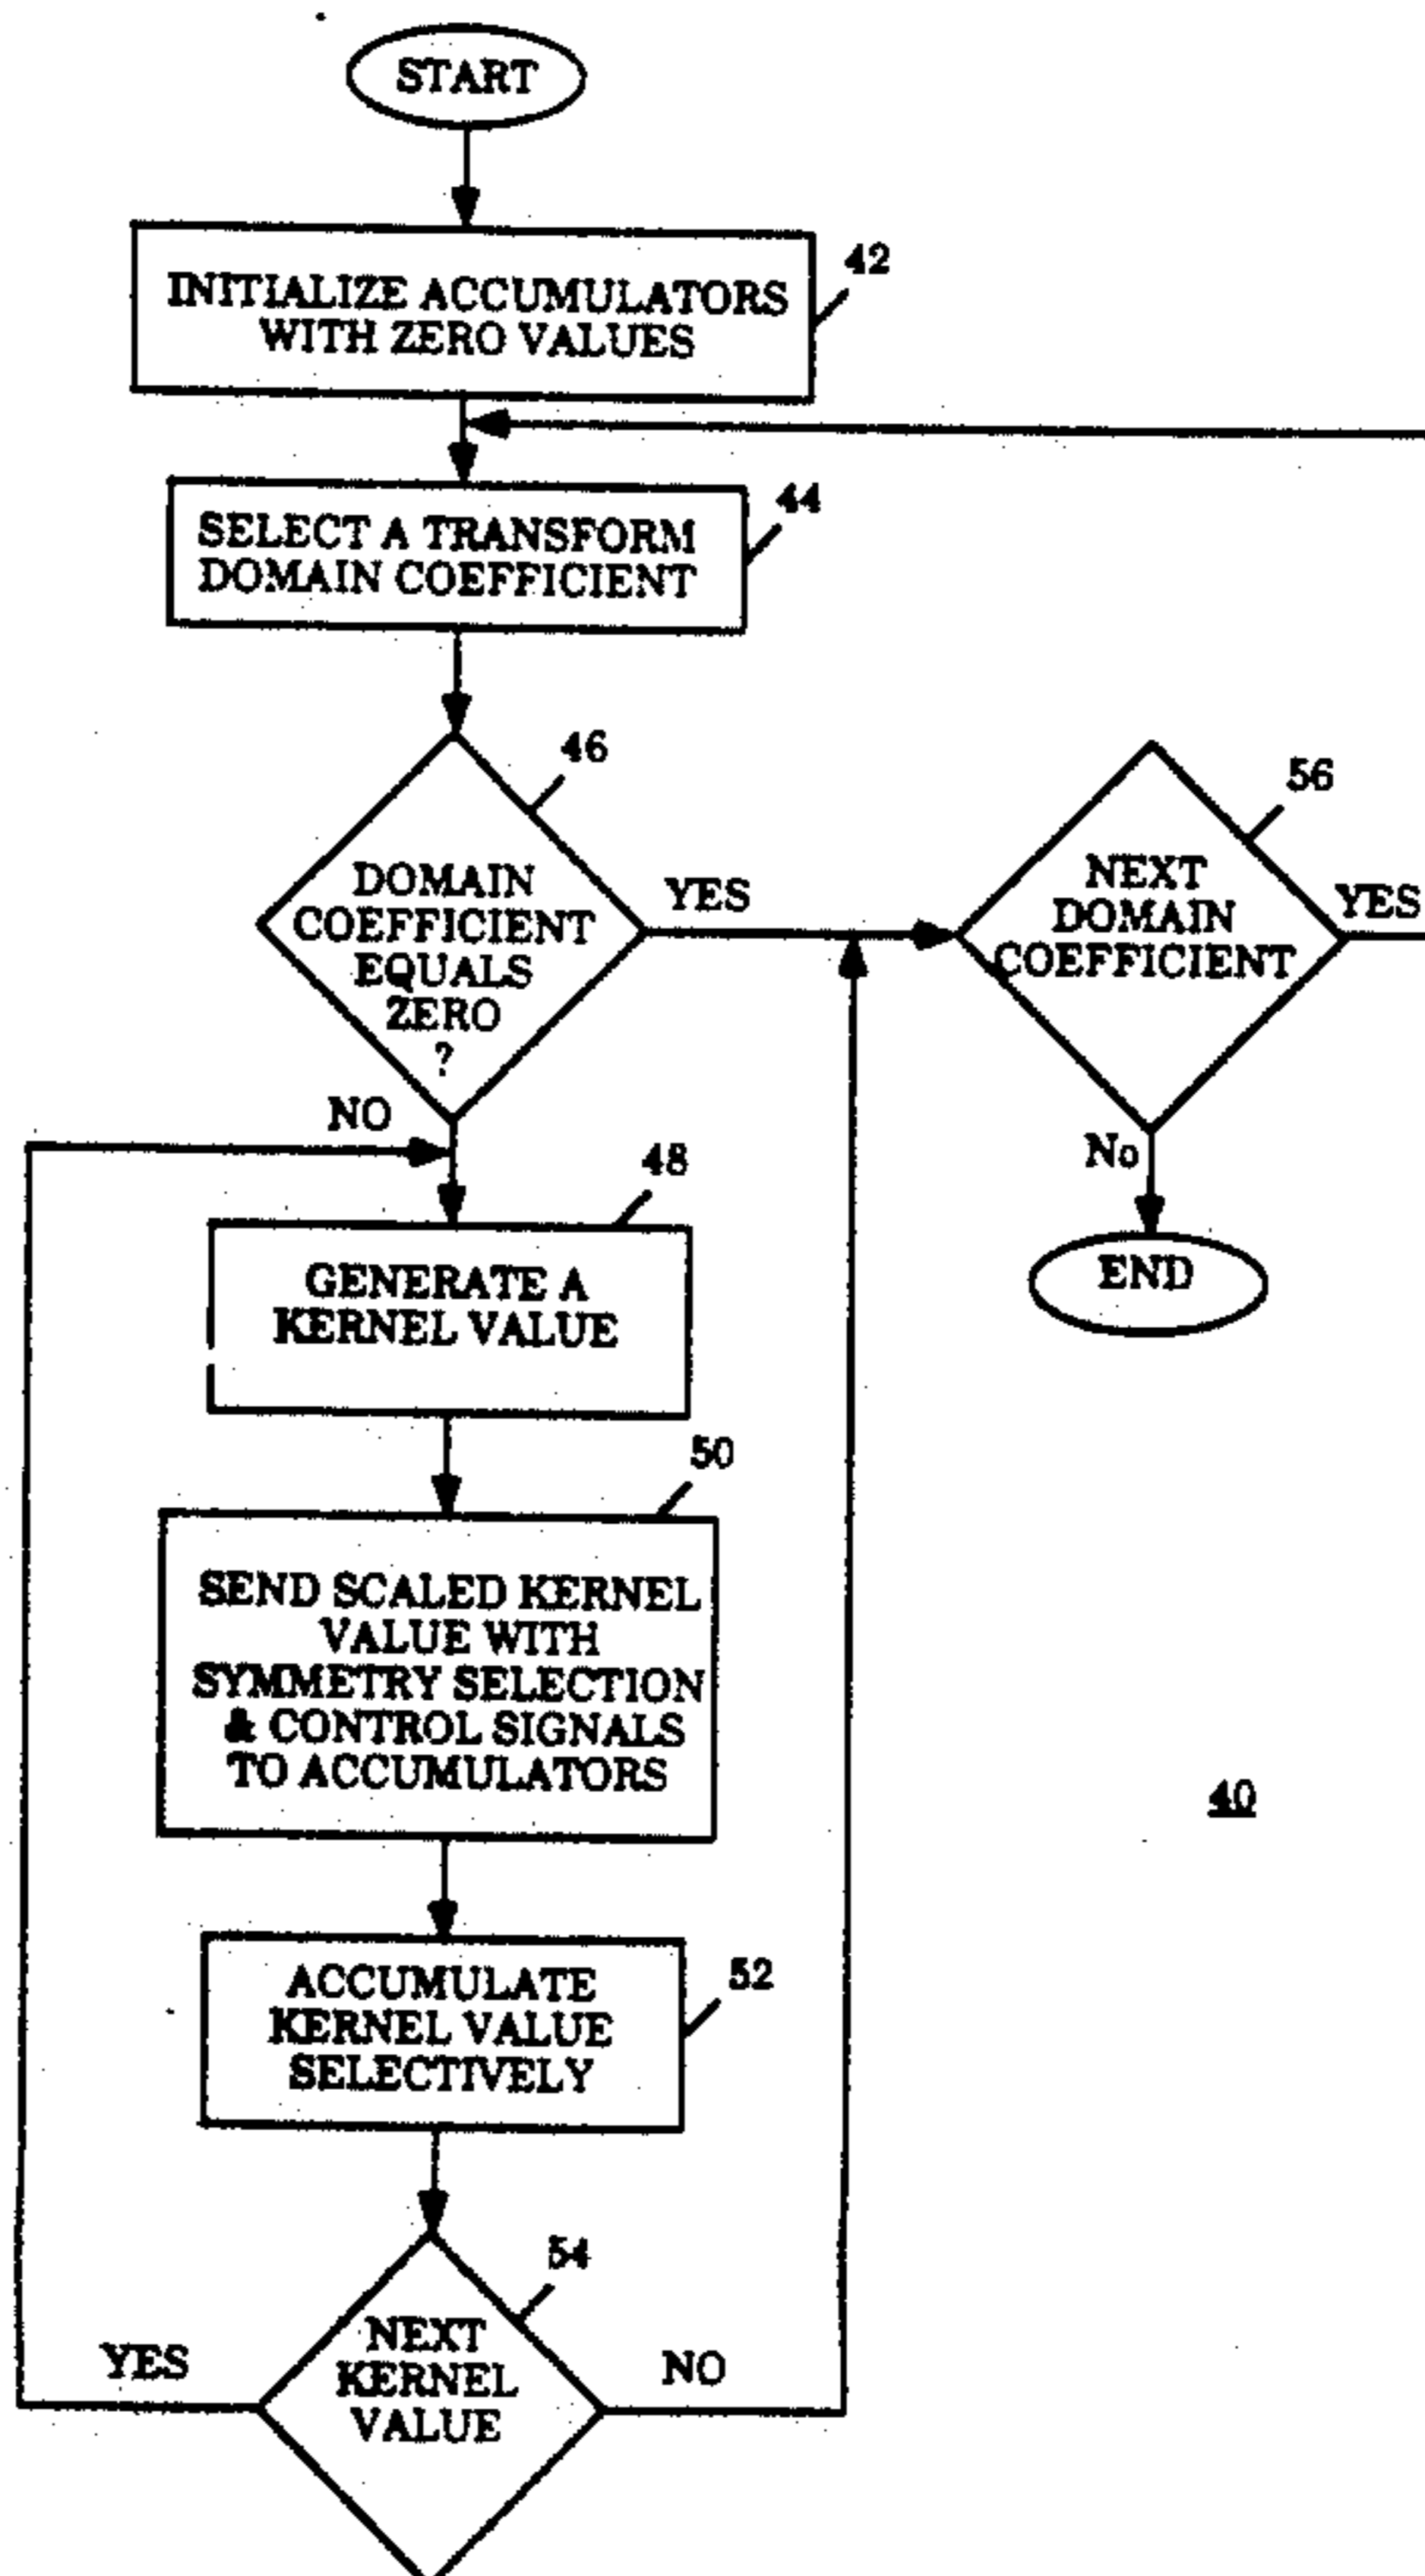 START
INITIALIZE ACCUMULATORS
WITH ZERO VALUES
42
SELECT A TRANSFORM
DOMAIN COEFFICIENT
44
DOMAIN
COEFFICIENT
EQUALS
ZERO
?
46
YES
NO
NEXT
DOMAIN
COEFFICIENT
56
YES
No
END
GENERATE A
KERNEL VALUE
48
SEND SCALED KERNEL
VALUE WITH
SYMMETRY SELECTION
& CONTROL SIGNALS
TO ACCUMULATORS
50
40
ACCUMULATE
KERNEL VALUE
SELECTIVELY
52
NEXT
KERNEL
VALUE
54
YES
NO